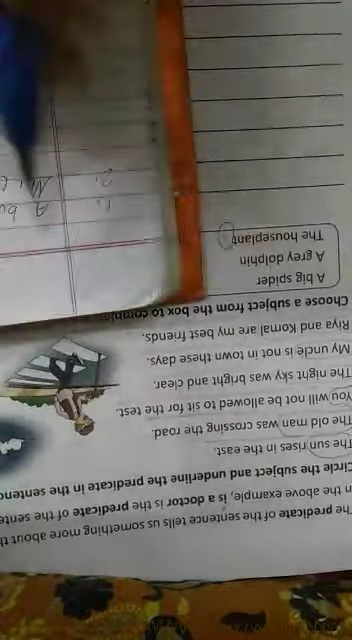 The predicate of the sentence tells us something more about
In the above example, is a doctor is the predicate of the
Circle the subject and underline the predicate in the
The sun rises in the east.
The old man was crossing the road.
You will not be allowed to sit for the test.
The night sky was bright and clear.
My uncle is not in town these days.
Riya and Komal are my best friends.
Choose a subject from the box to
A big spider
A grey dolphin
The houseplant
1. A
2.